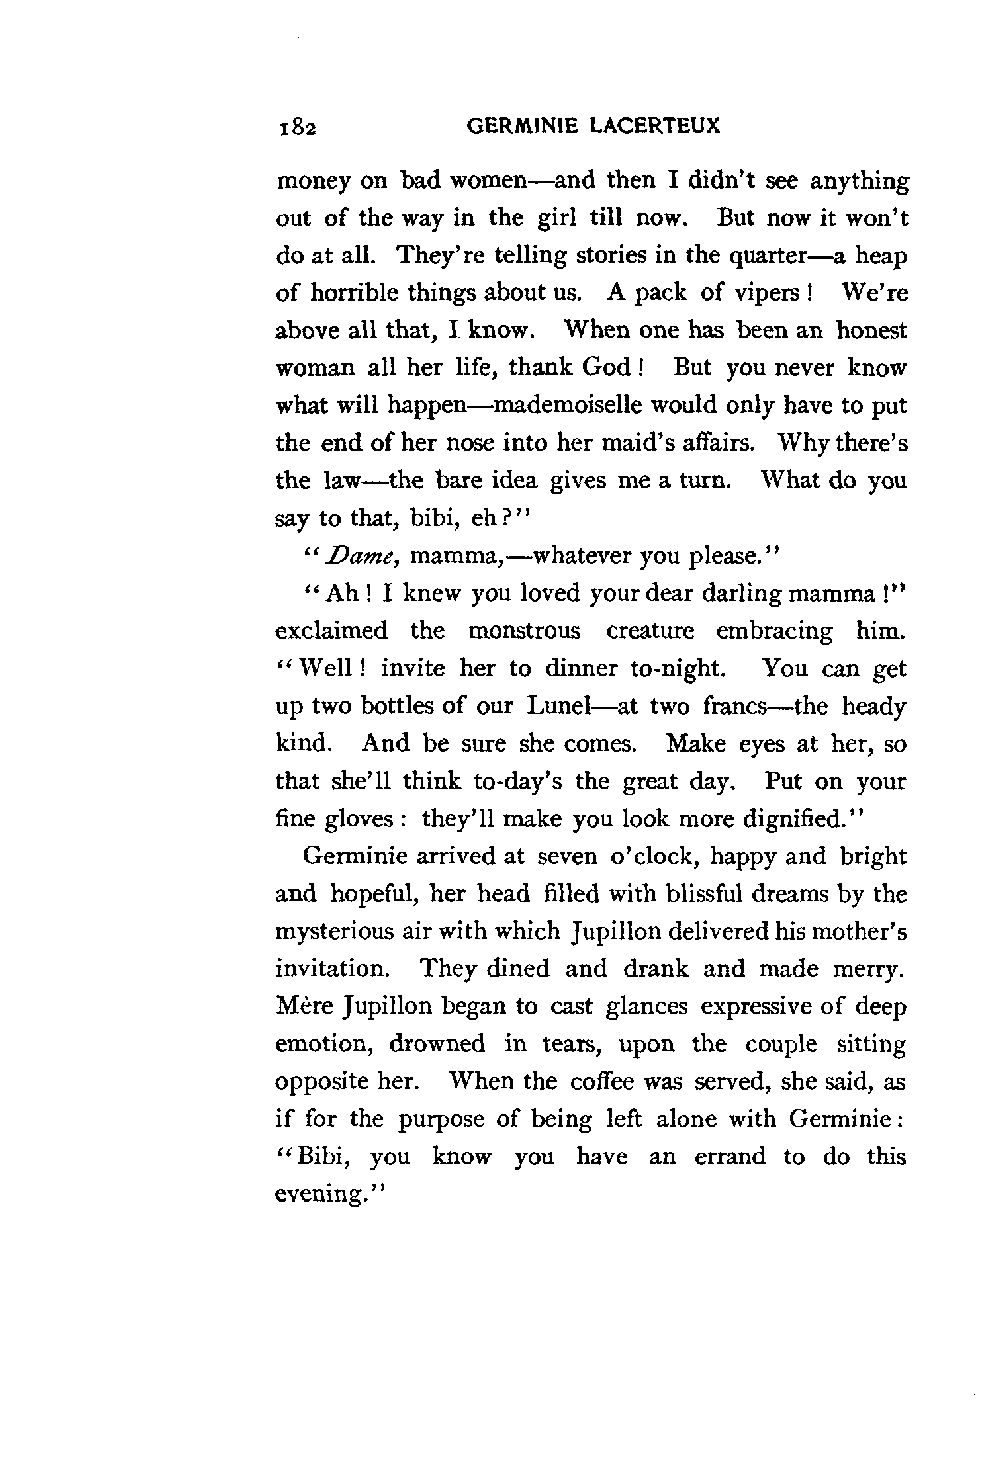 182 GERMINIE LACERTEUX
money on bad women—and then I didn't see anything
out of the way in the girl till now. But now it won't
do at all. They're telling stories in the quarter—a heap
of horrible things about us. A pack of vipers! We're
above all that, I know. When one has been an honest
woman all her life, thank God! But you never know
what will happen—mademoiselle would only have to put
the end of her nose into her maid's affairs. Why there's
the law—the bare idea gives me a turn. What do you
say to that, bibi, eh?"
"Dame, mamma,—whatever you please."
"Ah! I knew you loved your dear darling mamma!"
exclaimed the monstrous creature embracing him.
"Well! invite her to dinner to-night. You can get
up two bottles of our Lunel—at two francs—the heady
kind. And be sure she comes. Make eyes at her, so
that she'll think to-day's the great day. Put on your
fine gloves: they'll make you look more dignified."
Germinie arrived at seven o'clock, happy and bright
and hopeful, her head filled with blissful dreams by the
mysterious air with which Jupillon delivered his mother's
invitation. They dined and drank and made merry.
Mère Jupillon began to cast glances expressive of deep
emotion, drowned in tears, upon the couple sitting
opposite her. When the coffee was served, she said, as
if for the purpose of being left alone with Germinie:
"Bibi, you know you have an errand to do this
evening."